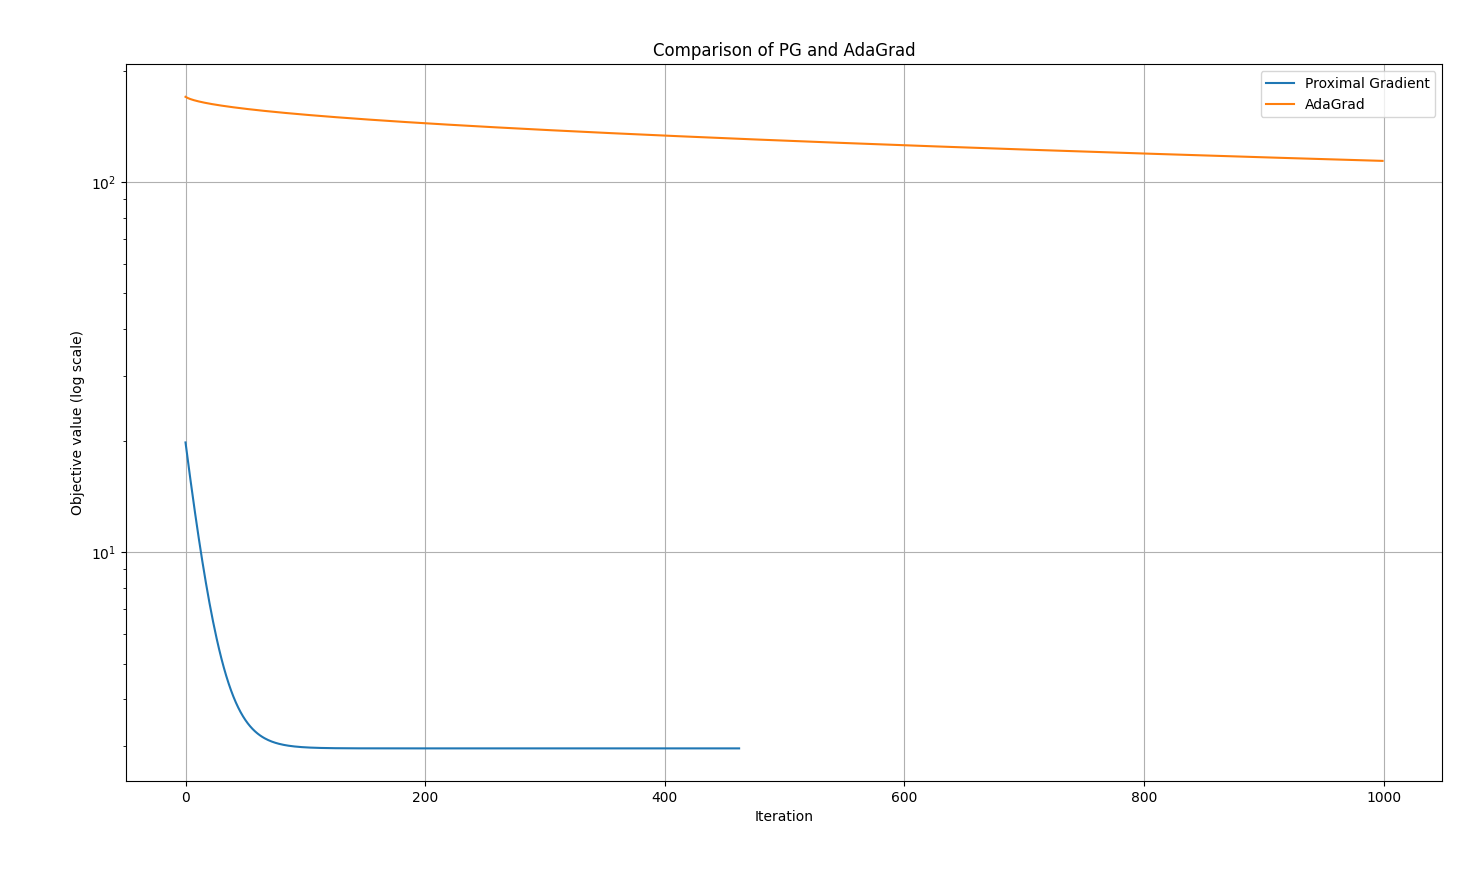 Comparison of PG and AdaGrad
Proximal Gradient
AdaGrad
10²
10¹
Objective value (log scale)
0 200 400 600 800 1000
Iteration